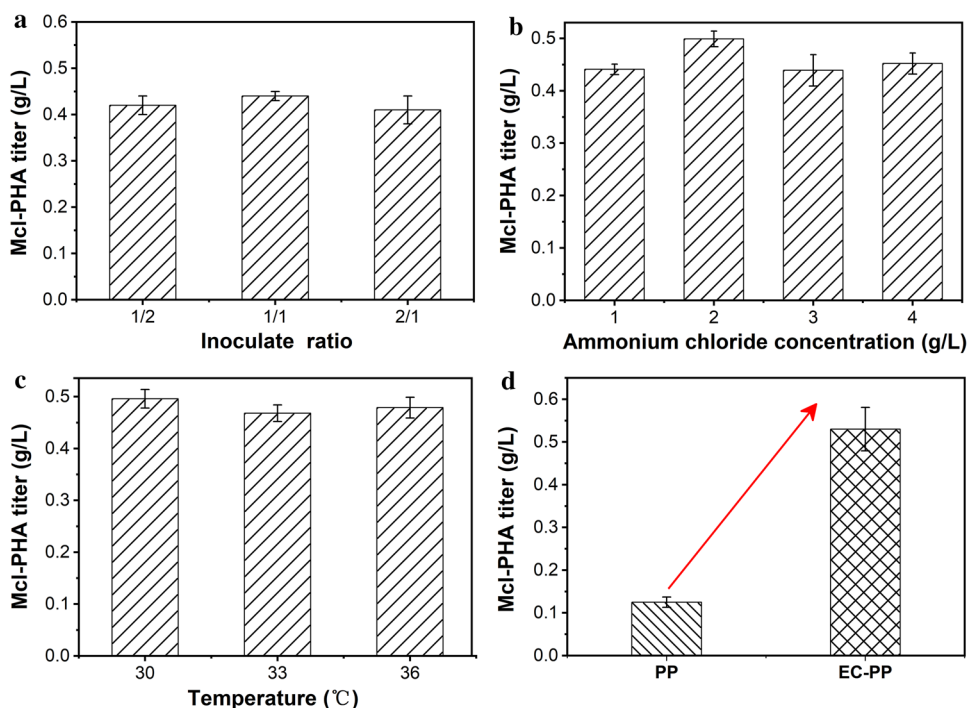 a
Mcl-PHA titer (g/L)
0.6
0.5
0.4
0.3
0.2
0.1
0.0
1/2 1/1 2/1
Inoculate ratio
b
Mcl-PHA titer (g/L)
0.5
0.4
0.3
0.2
0.1
0.0
1 2 3 4
Ammonium chloride concentration (g/L)
c
Mcl-PHA titer (g/L)
0.5
0.4
0.3
0.2
0.1
0.0
30 33 36
Temperature (℃)
d
Mcl-PHA titer (g/L)
0.6
0.5
0.4
0.3
0.2
0.1
0.0
PP EC-PP